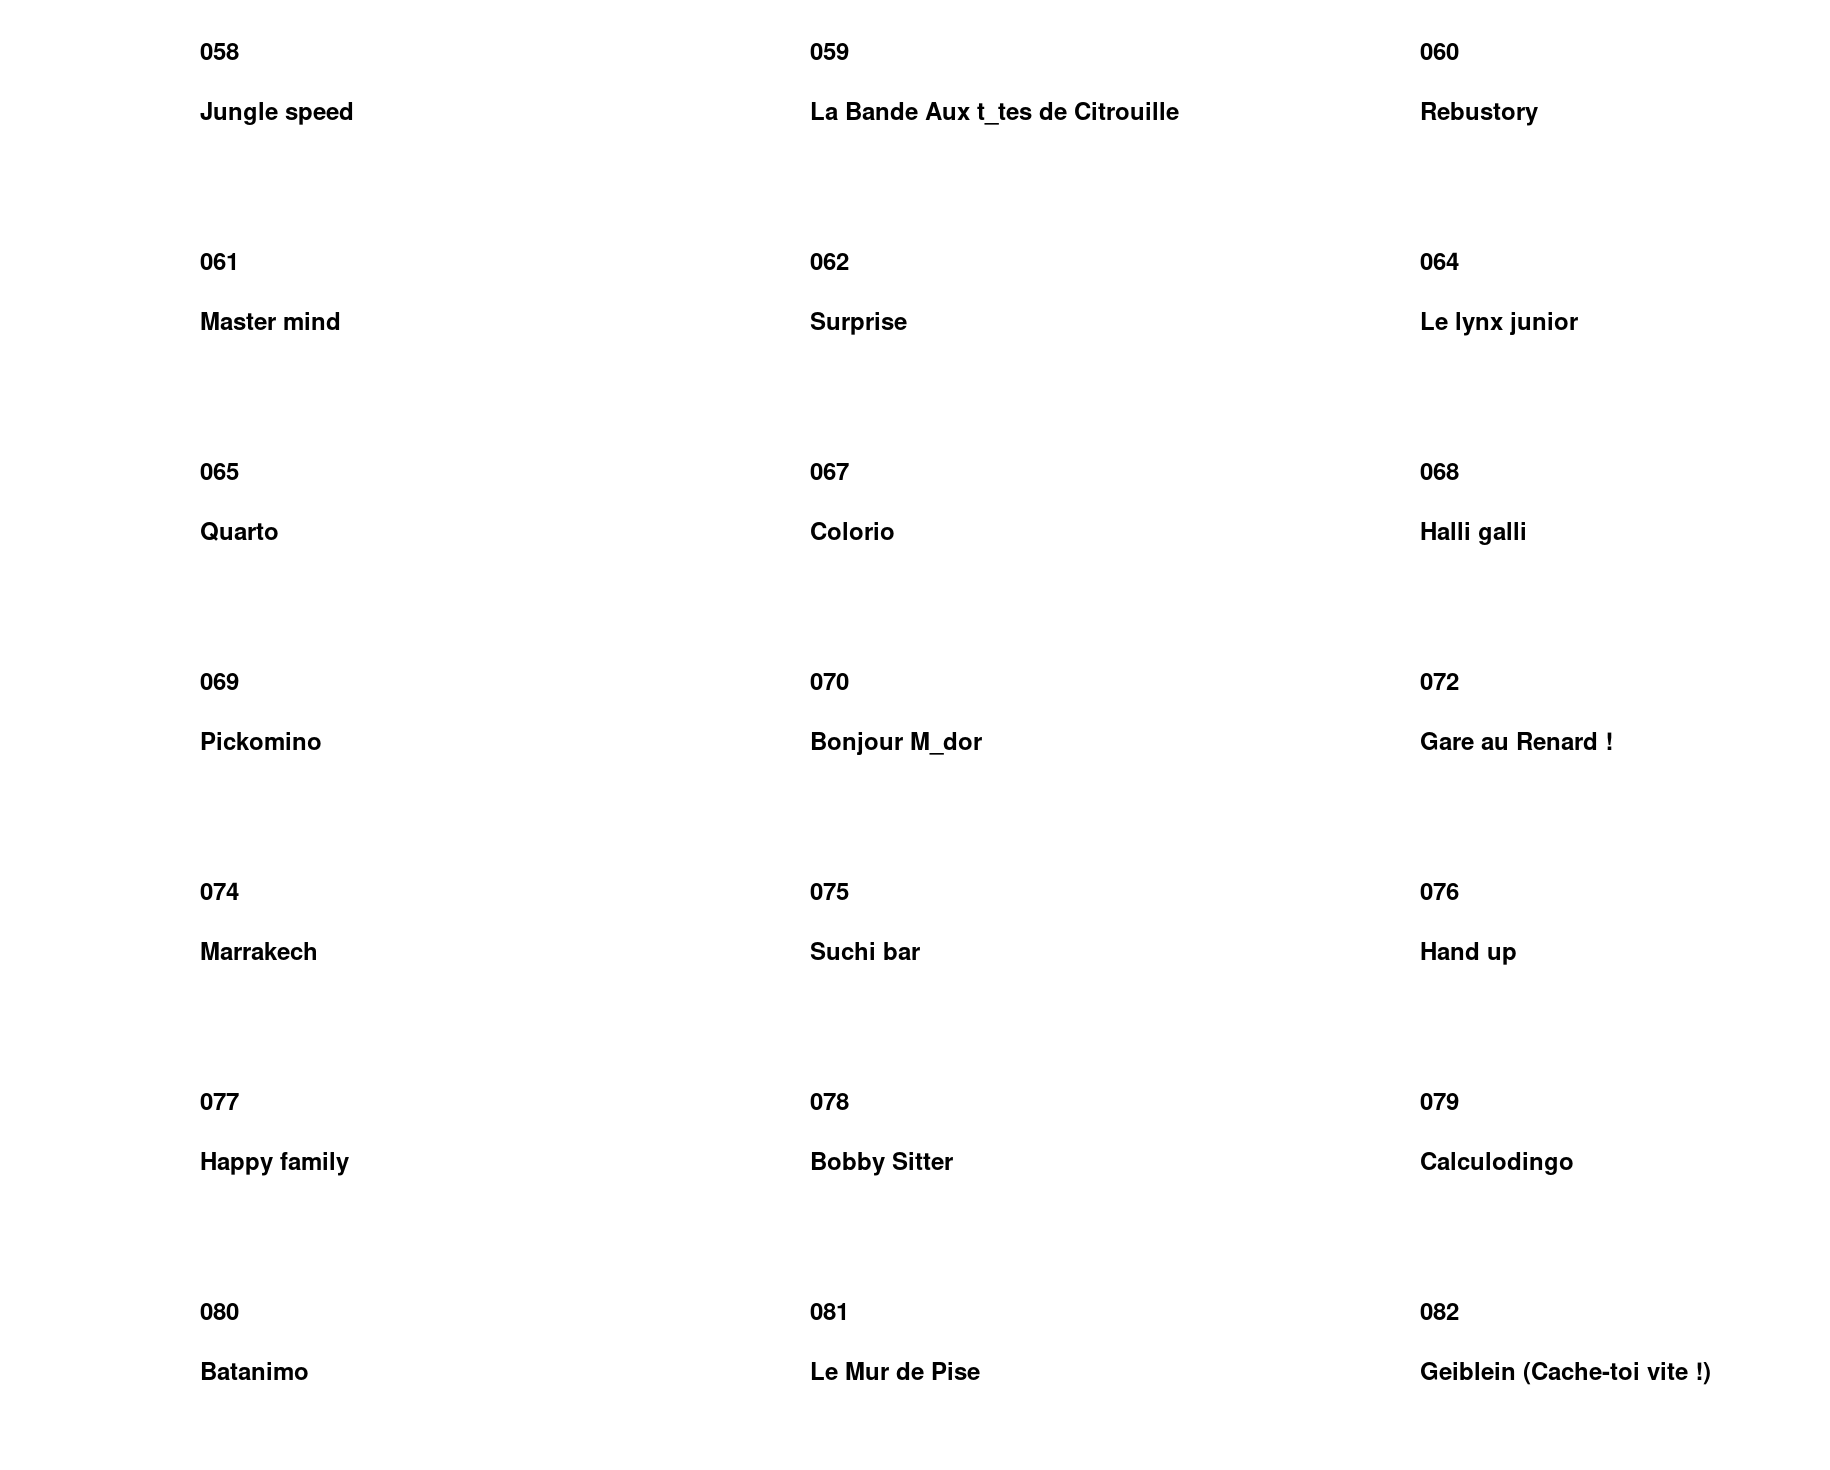 058
059
060
Jungle speed
La Bande Aux t_tes de Citrouille
Rebustory
061
062
064
Master mind
Surprise
Le lynx junior
065
067
068
Quarto
Colorio
Halli galli
069
070
072
Pickomino
Bonjour M_dor
Gare au Renard !
074
075
076
Marrakech
Suchi bar
Hand up
077
078
079
Happy family
Bobby Sitter
Calculodingo
080
081
082
Batanimo
Le Mur de Pise
Geiblein (Cache-toi vite !)